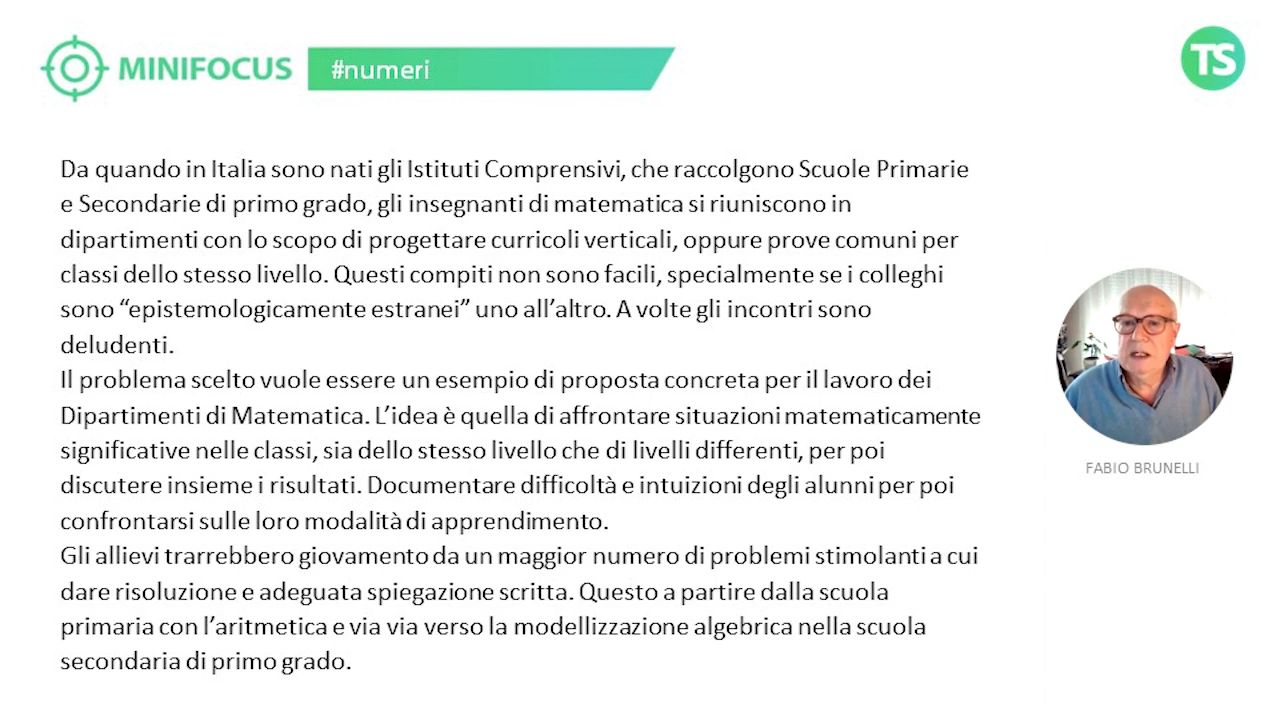 MINIFOCUS
#numeri
TS
Da quando in Italia sono nati gli Istituti Comprensivi, che raccolgono Scuole Primarie
e Secondarie di primo grado, gli insegnanti di matematica si riuniscono in
dipartimenti con lo scopo di progettare curricoli verticali, oppure prove comuni per
classi dello stesso livello. Questi compiti non sono facili, specialmente se i colleghi
sono “epistemologicamente estranei” uno all’altro. A volte gli incontri sono
deludenti.
Il problema scelto vuole essere un esempio di proposta concreta per il lavoro dei
Dipartimenti di Matematica. L’idea è quella di affrontare situazioni matematicamente
significative nelle classi, sia dello stesso livello che di livelli differenti, per poi
discutere insieme i risultati. Documentare difficoltà e intuizioni degli alunni per poi
confrontarsi sulle loro modalità di apprendimento.
Gli allievi trarrebbero giovamento da un maggior numero di problemi stimolanti a cui
dare risoluzione e adeguata spiegazione scritta. Questo a partire dalla scuola
primaria con l’aritmetica e via via verso la modellizzazione algebrica nella scuola
secondaria di primo grado.
FABIO BRUNELLI